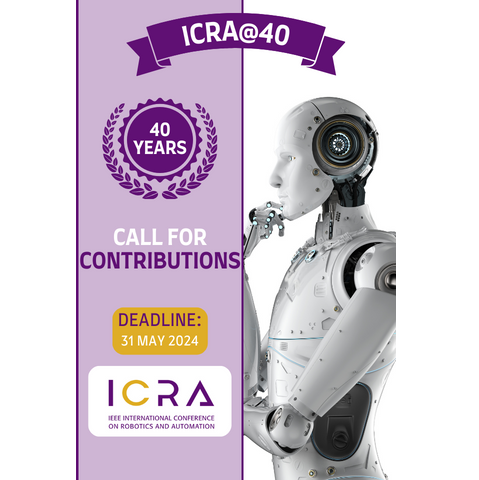 ICRA@40
40
YEARS
CALL FOR
CONTRIBUTIONS
DEADLINE:
31 MAY 2024
ICRA
IEEE INTERNATIONAL CONFERENCE
ON ROBOTICS AND AUTOMATION